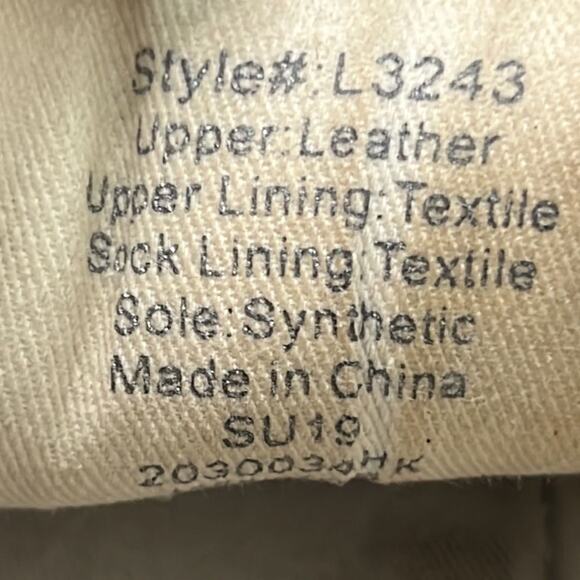 Style#:L3243
Upper:Leather
Upper Lining:Textile
Sock Lining:Textile
Sole:Synthetic
Made in China
SU19
2030034HK